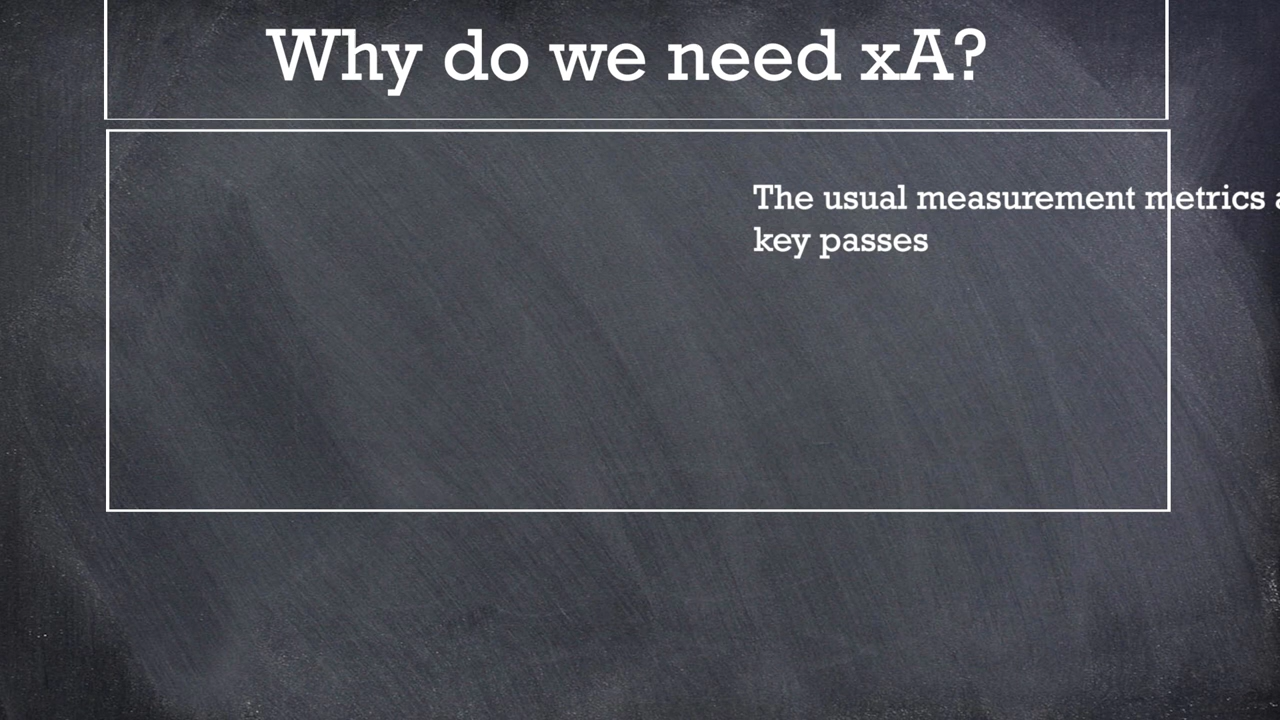 Why do we need xA?
The usual measurement metrics
key passes